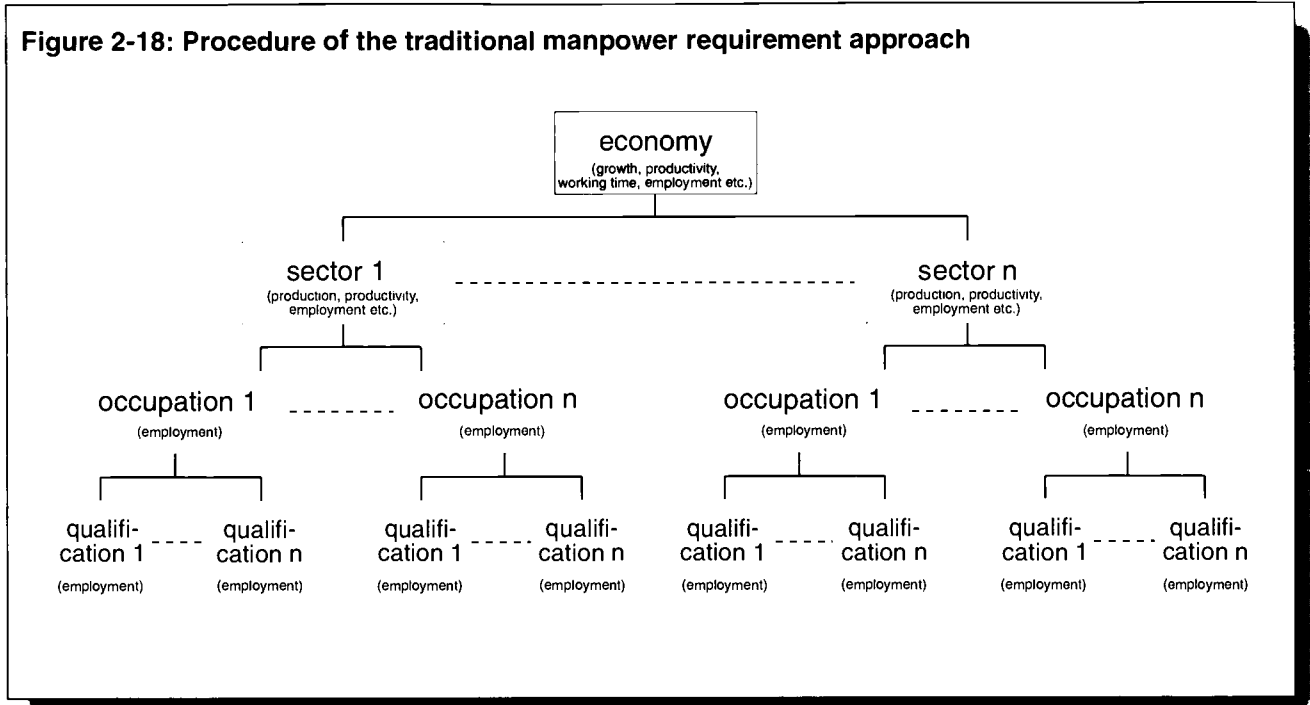 Figure 2-18: Procedure of the traditional manpower requirement approach
economy
(growth, productivity,
working time, employment etc.)
sector 1
(production, productivity,
employment etc.)
sector n
(production, productivity,
employment etc.)
occupation 1
(employment)
occupation n
(employment)
occupation 1
(employment)
occupation n
(employment)
qualifi-
cation 1
(employment)
qualifi-
cation n
(employment)
qualifi-
cation 1
(employment)
qualifi-
cation n
(employment)
qualifi-
cation 1
(employment)
qualifi-
cation n
(employment)
qualifi-
cation 1
(employment)
qualifi-
cation n
(employment)